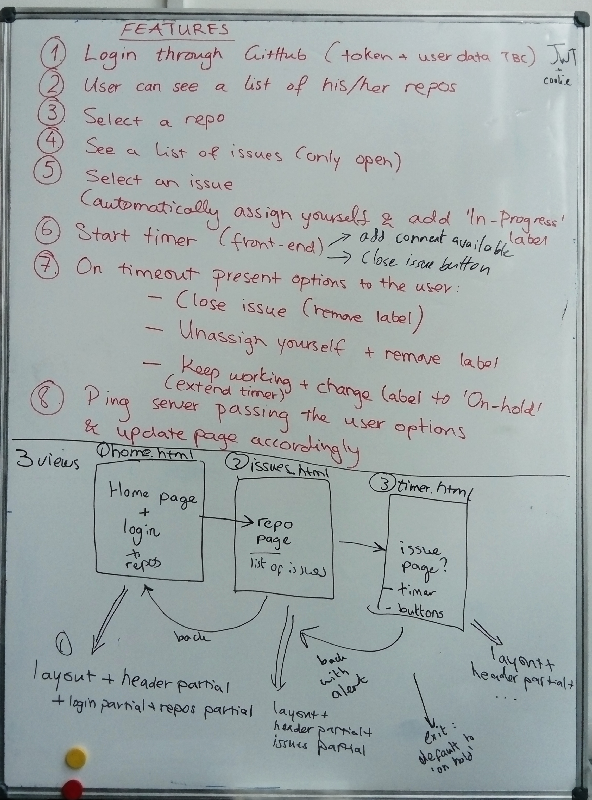 FEATURES
① Login through GitHub (token + user data TBC) JWT
cookie
② User can see a list of his/her repos
③ Select a repo
④ See a list of issues (only open)
⑤ Select an issue
(automatically assign yourself & add 'In-Progress'
label
⑥ Start timer (front-end) → add comment available
→ close issue button
⑦ On timeout present options to the user:
— Close issue (remove label)
— Unassign yourself + remove label
— Keep working + change label to 'On-hold'
(extend timer)
⑧ Ping server passing the user options
& update page accordingly
3 views
① home.html
② issues.html
③ timer.html
Home page
+
login
+
repos
repo
page
list of issues
issue
page?
- timer
- buttons
back
back
with
alert
①
layout + header partial
+ login partial + repos partial
layout +
header partial +
issues partial
exit:
default to
'on hold'
layout +
header partial +
...